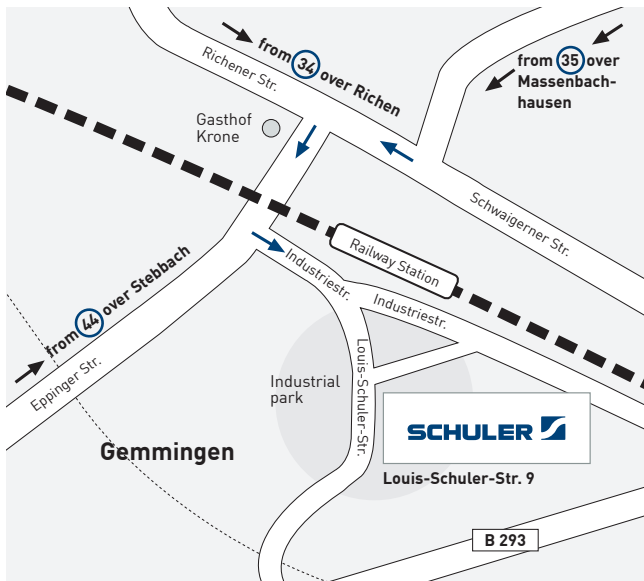 from 34 over Richen
Richener Str.
from 35 over
Massenbach-
hausen
Gasthof
Krone
Schwaigerner Str.
Railway Station
Industriestr.
Industriestr.
from 44 over Stebbach
Eppinger Str.
Louis-Schuler-Str.
Industrial
park
Gemmingen
SCHULER
Louis-Schuler-Str. 9
B 293